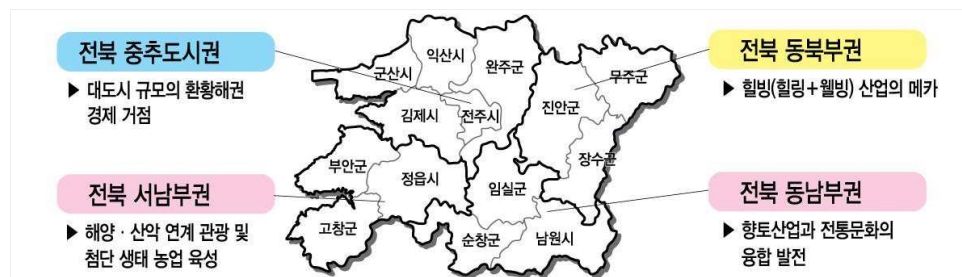 전북 중추도시권
▶ 대도시 규모의 환황해권
경제 거점
전북 서남부권
▶ 해양 · 산악 연계 관광 및
첨단 생태 농업 육성
군산시
익산시
완주군
김제시
전주시
진안군
무주군
장수군
부안군
정읍시
임실군
고창군
순창군
남원시
전북 동북부권
▶ 힐빙(힐링+웰빙) 산업의 메카
전북 동남부권
▶ 향토산업과 전통문화의
융합 발전